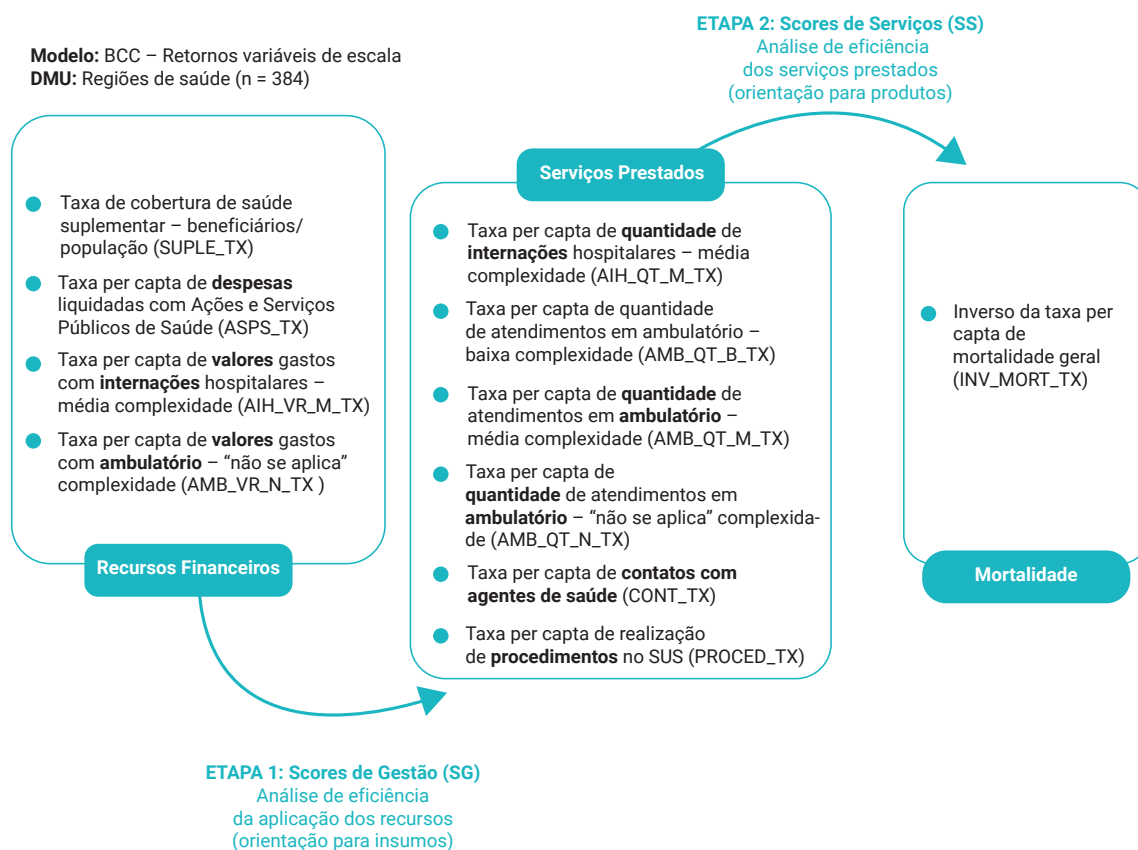 ETAPA 2: Scores de Serviços (SS)
Análise de eficiência
dos serviços prestados
(orientação para produtos)
Modelo: BCC – Retornos variáveis de escala
DMU: Regiões de saúde (n = 384)
Taxa de cobertura de saúde
suplementar – beneficiários/
população (SUPLE_TX)
Taxa per capta de despesas
liquidadas com Ações e Serviços
Públicos de Saúde (ASPS_TX)
Taxa per capta de valores gastos
com internações hospitalares –
média complexidade (AIH_VR_M_TX)
Taxa per capta de valores gastos
com ambulatório – “não se aplica”
complexidade (AMB_VR_N_TX )
Recursos Financeiros
Serviços Prestados
Taxa per capta de quantidade de
internações hospitalares – média
complexidade (AIH_QT_M_TX)
Taxa per capta de quantidade
de atendimentos em ambulatório –
baixa complexidade (AMB_QT_B_TX)
Taxa per capta de quantidade de
atendimentos em ambulatório –
média complexidade (AMB_QT_M_TX)
Taxa per capta de
quantidade de atendimentos em
ambulatório – “não se aplica” complexida-
de (AMB_QT_N_TX)
Taxa per capta de contatos com
agentes de saúde (CONT_TX)
Taxa per capta de realização
de procedimentos no SUS (PROCED_TX)
Inverso da taxa per
capta de
mortalidade geral
(INV_MORT_TX)
Mortalidade
ETAPA 1: Scores de Gestão (SG)
Análise de eficiência
da aplicação dos recursos
(orientação para insumos)